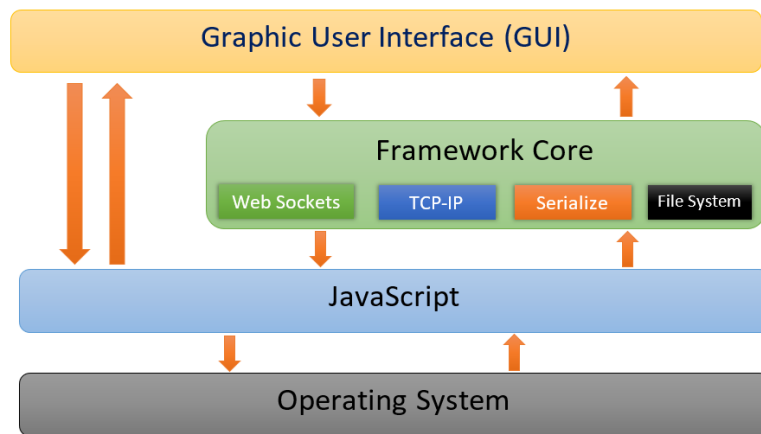 Graphic User Interface (GUI)
Framework Core
Web Sockets
TCP-IP
Serialize
File System
JavaScript
Operating System